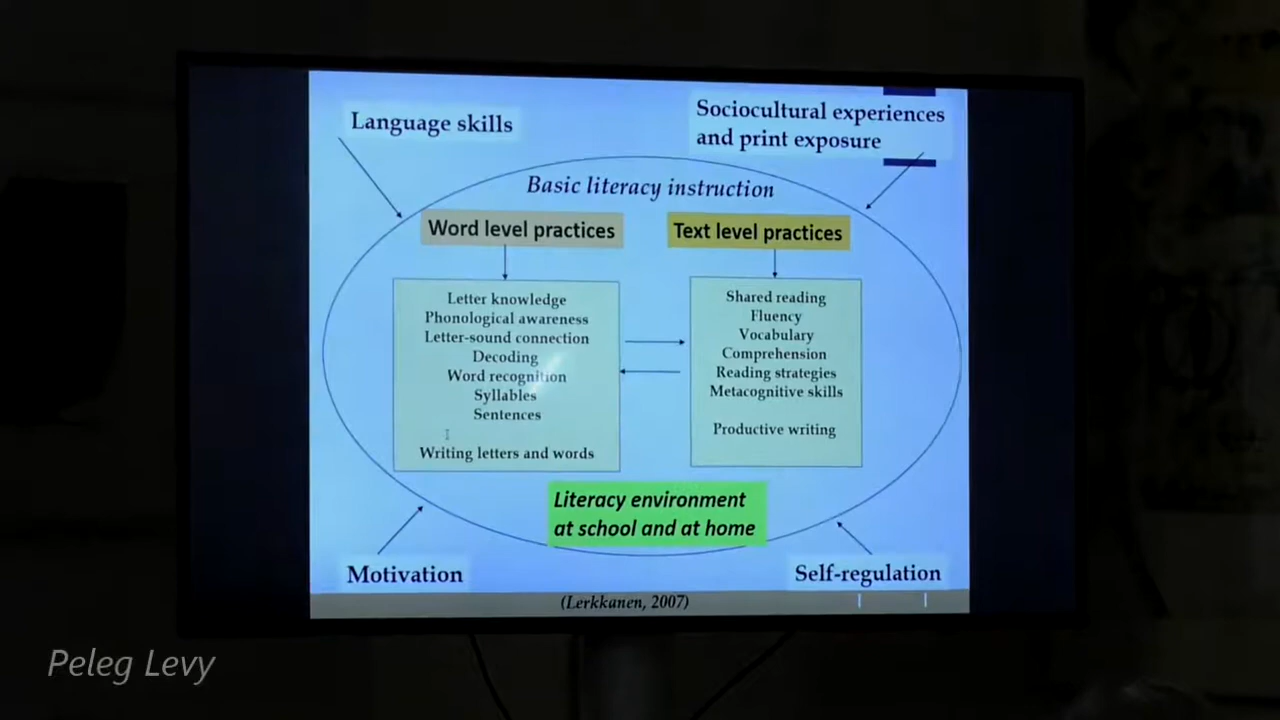 Language skills
Sociocultural experiences
and print exposure
Basic literacy instruction
Word level practices
Text level practices
Letter knowledge
Phonological awareness
Letter-sound connection
Decoding
Word recognition
Syllables
Sentences
Writing letters and words
Shared reading
Fluency
Vocabulary
Comprehension
Reading strategies
Metacognitive skills
Productive writing
Literacy environment
at school and at home
Motivation
Self-regulation
(Lerkkanen, 2007)
Peleg Levy